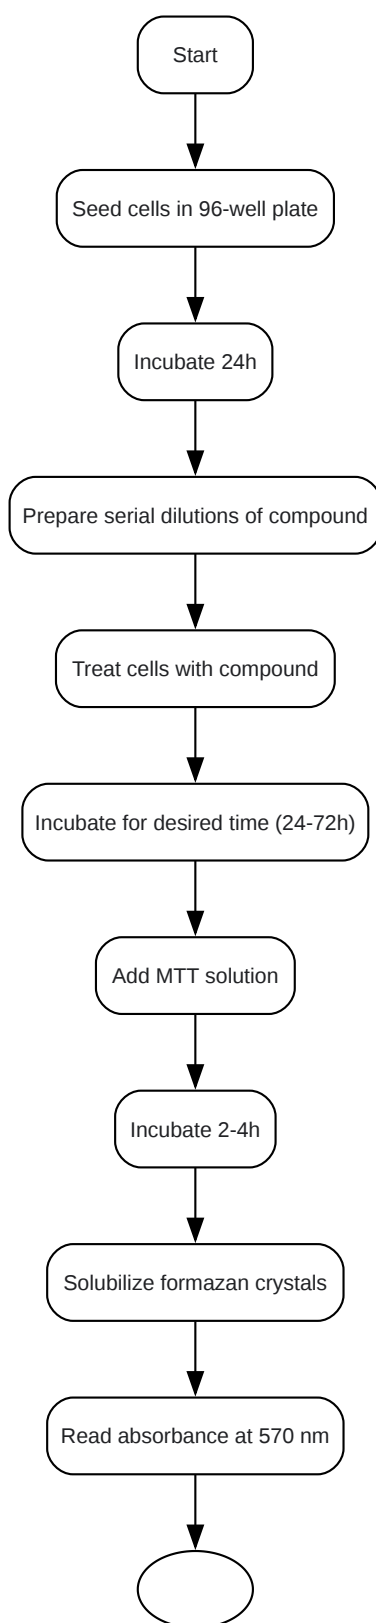 Start
Seed cells in 96-well plate
Incubate 24h
Prepare serial dilutions of compound
Treat cells with compound
Incubate for desired time (24-72h)
Add MTT solution
Incubate 2-4h
Solubilize formazan crystals
Read absorbance at 570 nm